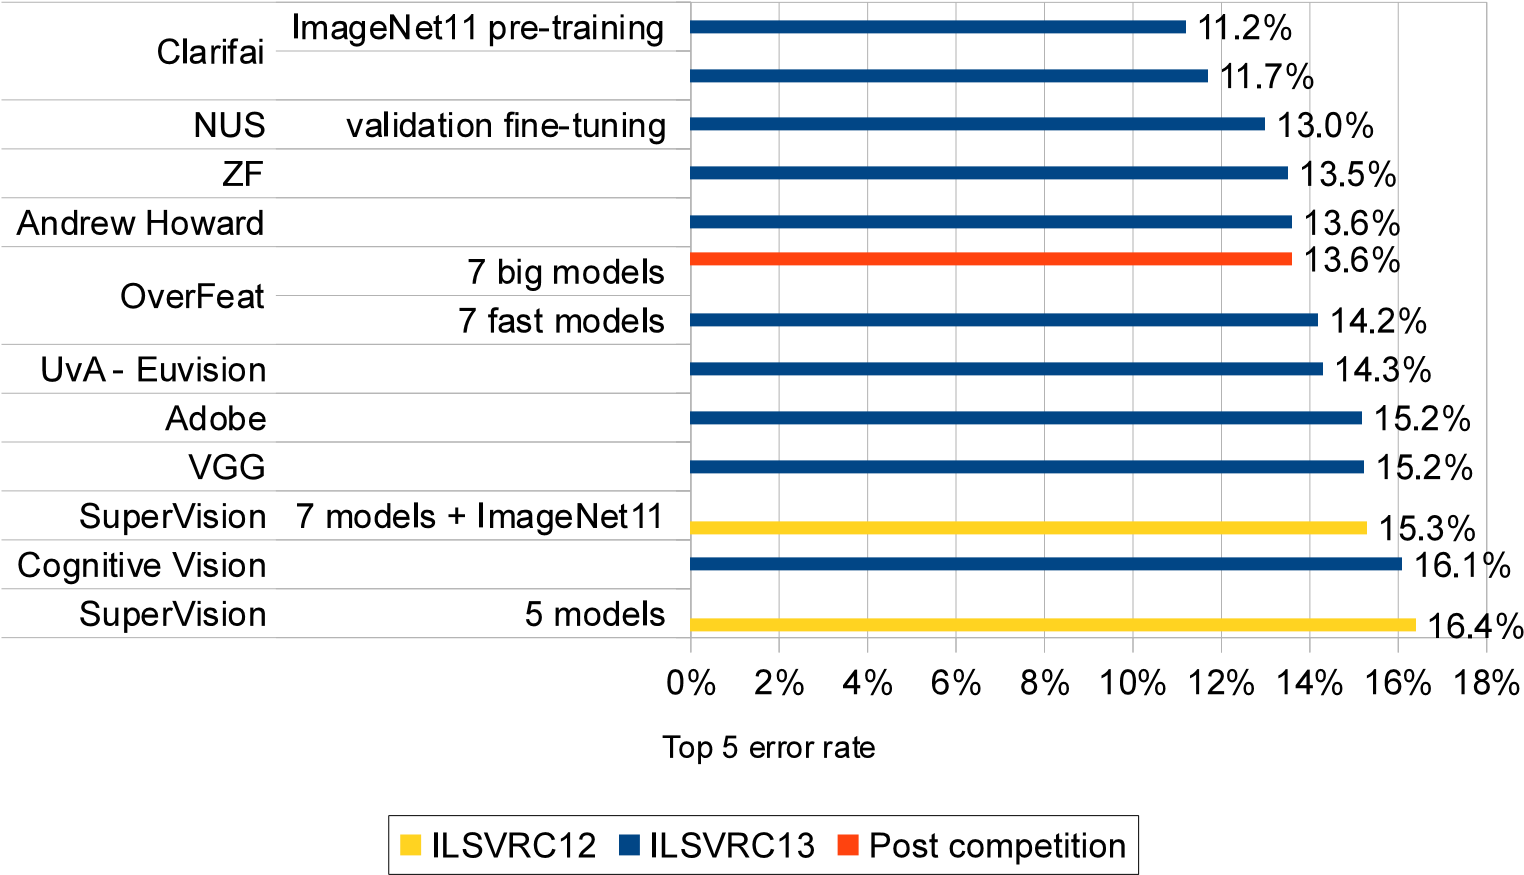 Clarifai ImageNet11 pre-training 11.2%
11.7%
NUS validation fine-tuning 13.0%
ZF 13.5%
Andrew Howard 13.6%
OverFeat 7 big models 13.6%
7 fast models 14.2%
UvA - Euvision 14.3%
Adobe 15.2%
VGG 15.2%
SuperVision 7 models + ImageNet11 15.3%
Cognitive Vision 16.1%
SuperVision 5 models 16.4%
0% 2% 4% 6% 8% 10% 12% 14% 16% 18%
Top 5 error rate
ILSVRC12 ILSVRC13 Post competition